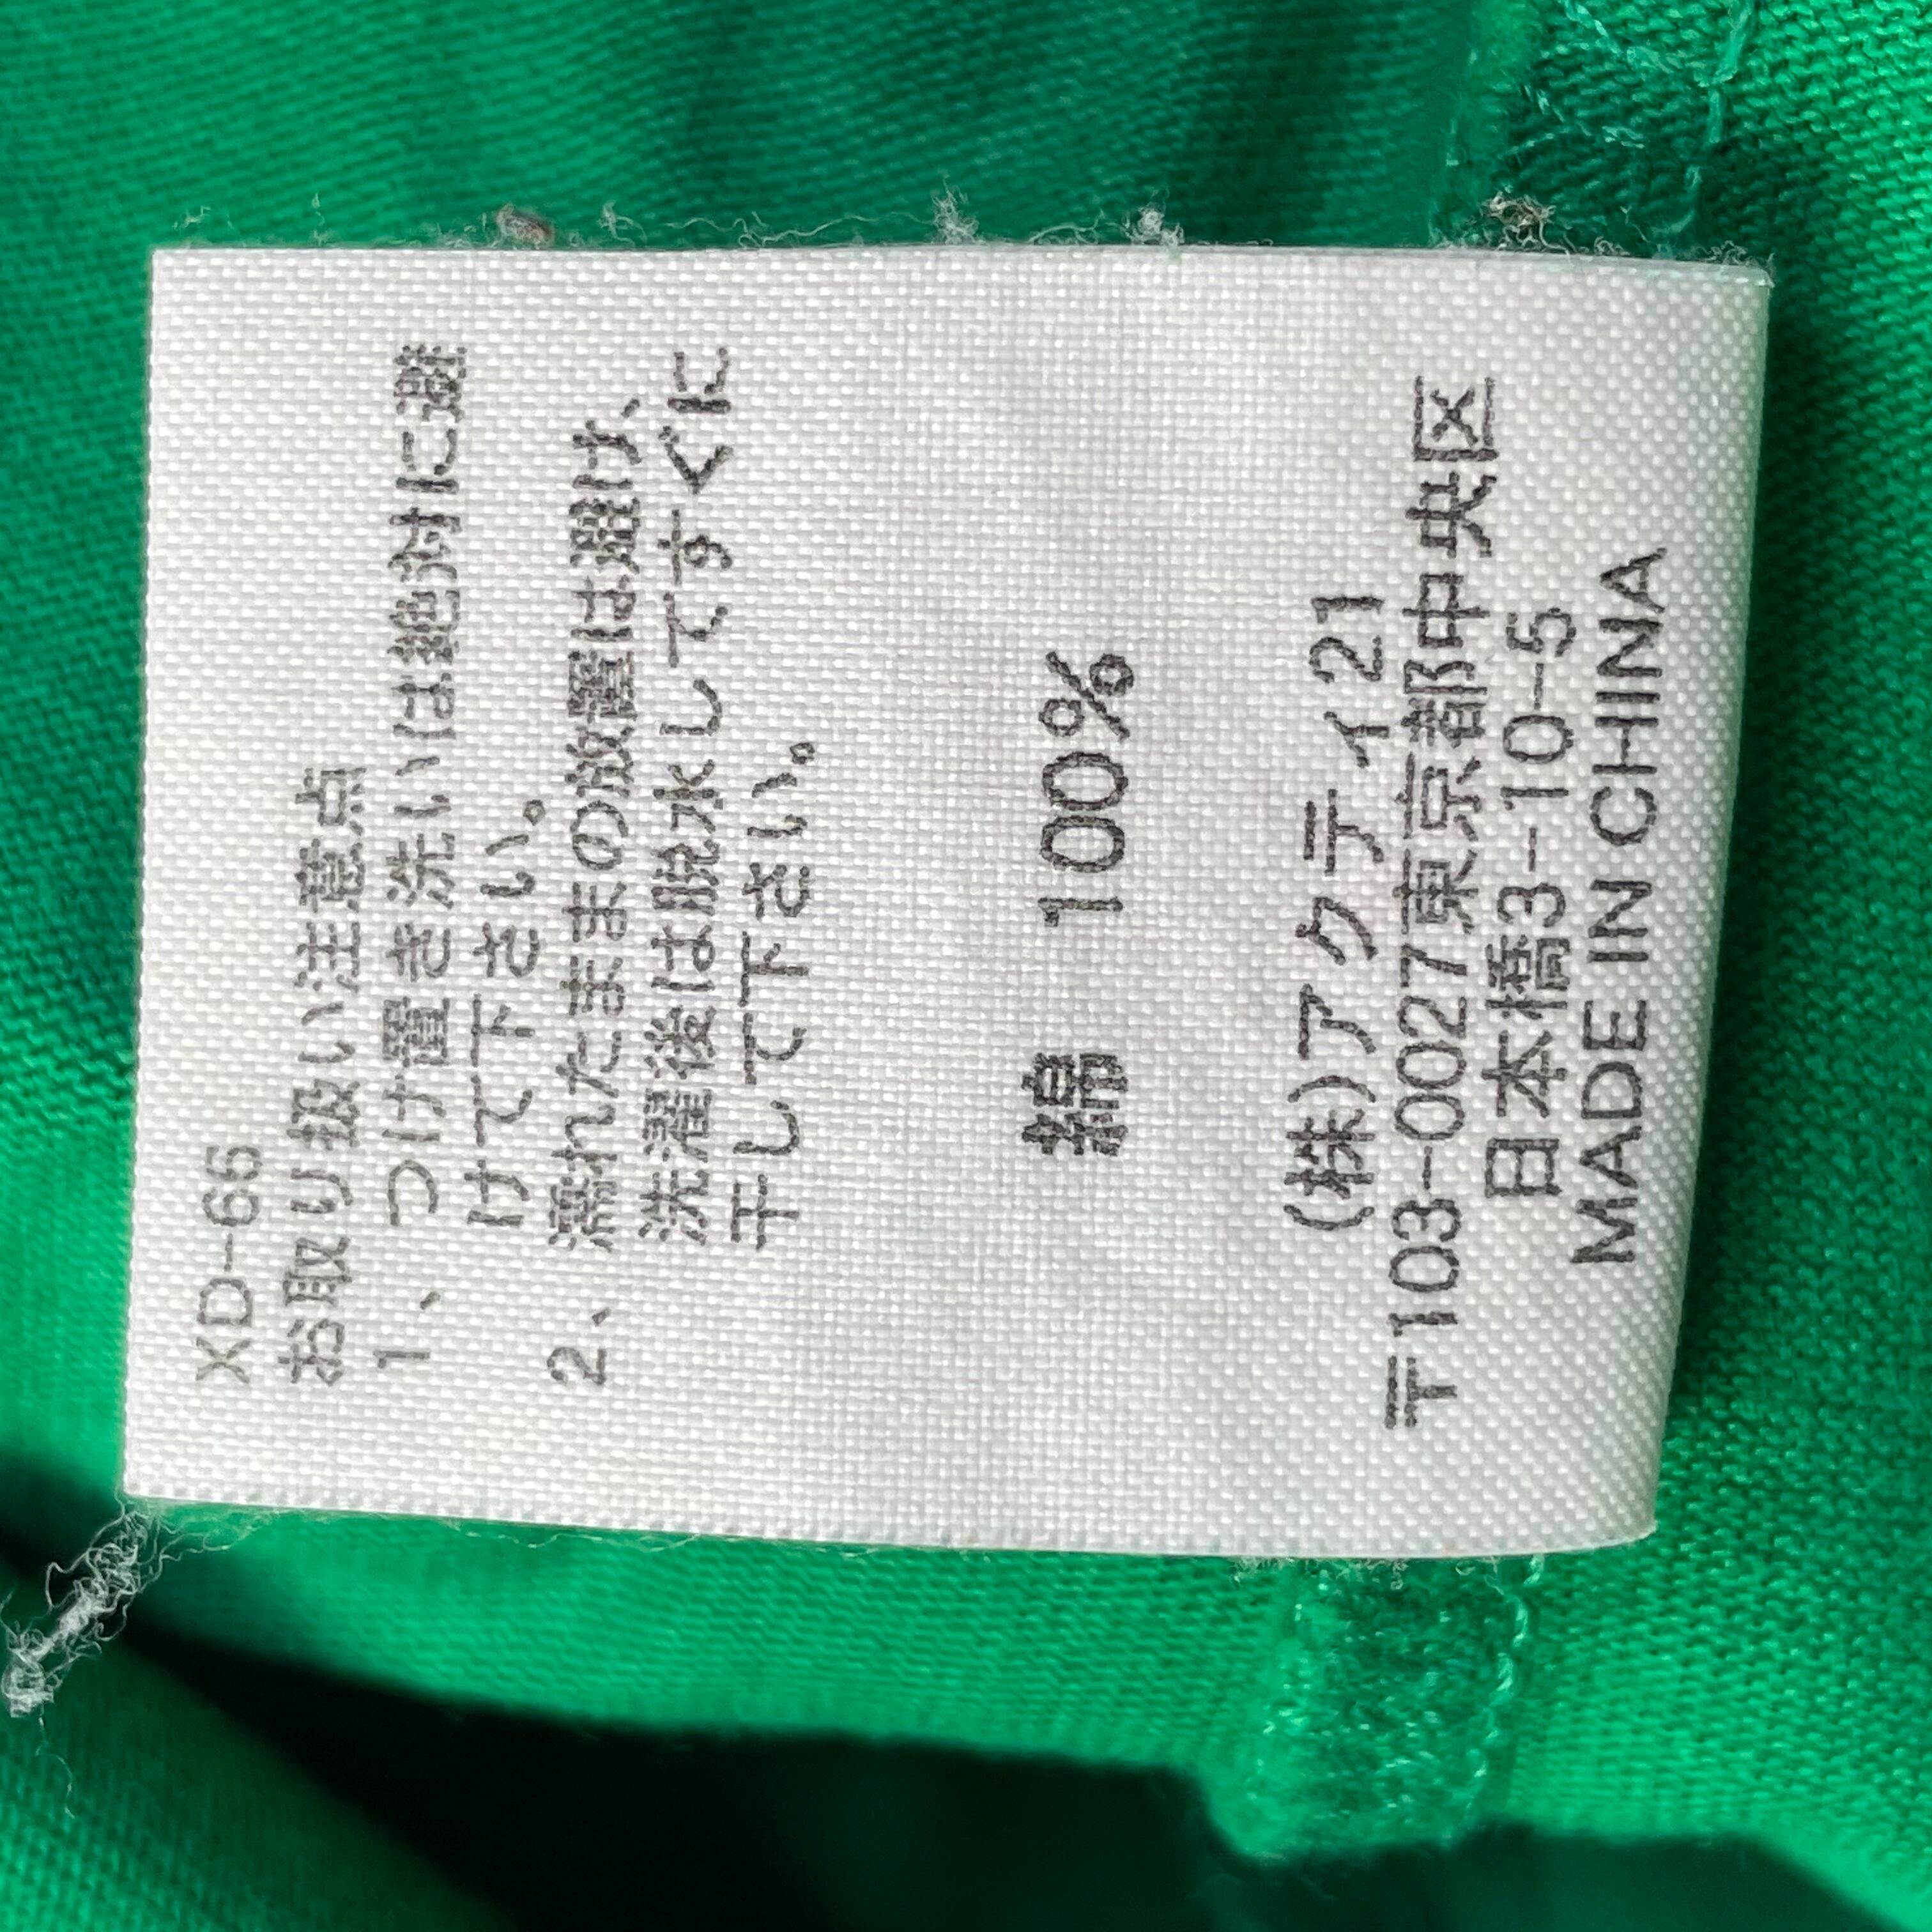 XD-66
お取り扱い注意点
1、つけ置き洗いは絶対に避
けて下さい。
2、濡れたままの放置は避け、
洗濯後は脱水してすぐに
干して下さい。
綿 100%
(株)アクティ21
〒103-0027東京都中央区
日本橋3-10-5
MADE IN CHINA